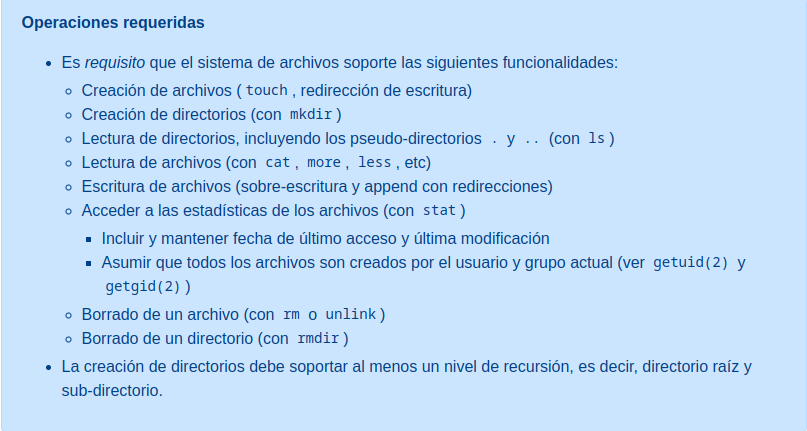 Operaciones requeridas
Es requisito que el sistema de archivos soporte las siguientes funcionalidades:
Creación de archivos ( touch , redirección de escritura)
Creación de directorios (con mkdir )
Lectura de directorios, incluyendo los pseudo-directorios . y .. (con ls )
Lectura de archivos (con cat , more , less , etc)
Escritura de archivos (sobre-escritura y append con redirecciones)
Acceder a las estadísticas de los archivos (con stat )
Incluir y mantener fecha de último acceso y última modificación
Asumir que todos los archivos son creados por el usuario y grupo actual (ver getuid(2) y
getgid(2) )
Borrado de un archivo (con rm o unlink )
Borrado de un directorio (con rmdir )
La creación de directorios debe soportar al menos un nivel de recursión, es decir, directorio raíz y
sub-directorio.